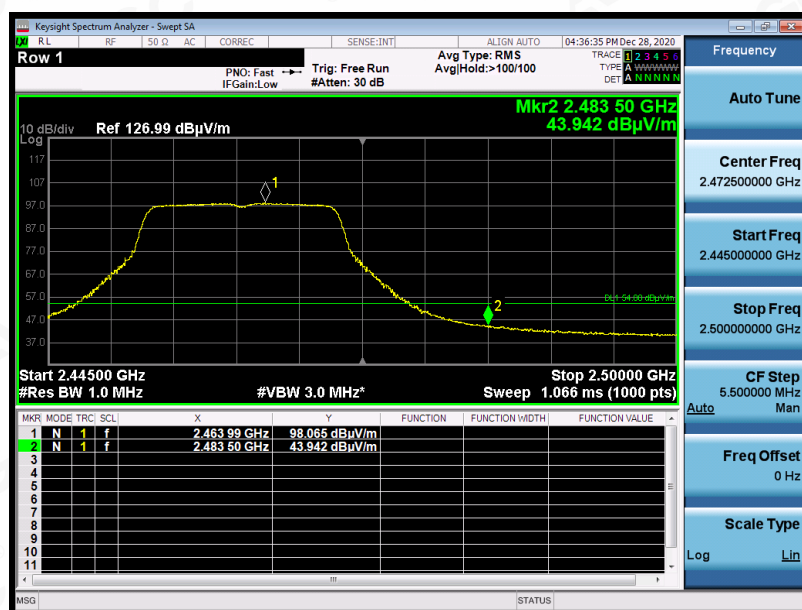 Keysight Spectrum Analyzer - Swept SA
LXI RL RF 50 Ω AC CORREC SENSE:INT ALIGN AUTO 04:36:35 PM Dec 28, 2020
Row 1
PNO: Fast
IFGain:Low
Trig: Free Run
#Atten: 30 dB
Avg Type: RMS
Avg|Hold:>100/100
TRACE 1 2 3 4 5 6
TYPE A WWWWW
DET A N N N N N
Mkr2 2.483 50 GHz
43.942 dBµV/m
10 dB/div Ref 126.99 dBµV/m
Log
117
107
97.0
87.0
77.0
67.0
57.0
47.0
37.0
1
2
DL1 54.00 dBµV/m
Start 2.44500 GHz Stop 2.50000 GHz
#Res BW 1.0 MHz #VBW 3.0 MHz* Sweep 1.066 ms (1000 pts)
MKR MODE TRC SCL X Y FUNCTION FUNCTION WIDTH FUNCTION VALUE
1 N 1 f 2.463 99 GHz 98.065 dBµV/m
2 N 1 f 2.483 50 GHz 43.942 dBµV/m
3
4
5
6
7
8
9
10
11
MSG STATUS
Frequency
Auto Tune
Center Freq
2.472500000 GHz
Start Freq
2.445000000 GHz
Stop Freq
2.500000000 GHz
CF Step
5.500000 MHz
Auto Man
Freq Offset
0 Hz
Scale Type
Log Lin